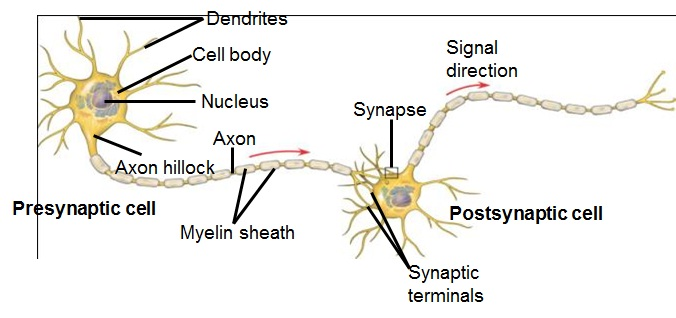 Dendrites
Cell body
Nucleus
Axon hillock
Axon
Presynaptic cell
Myelin sheath
Synapse
Signal
direction
Postsynaptic cell
Synaptic
terminals